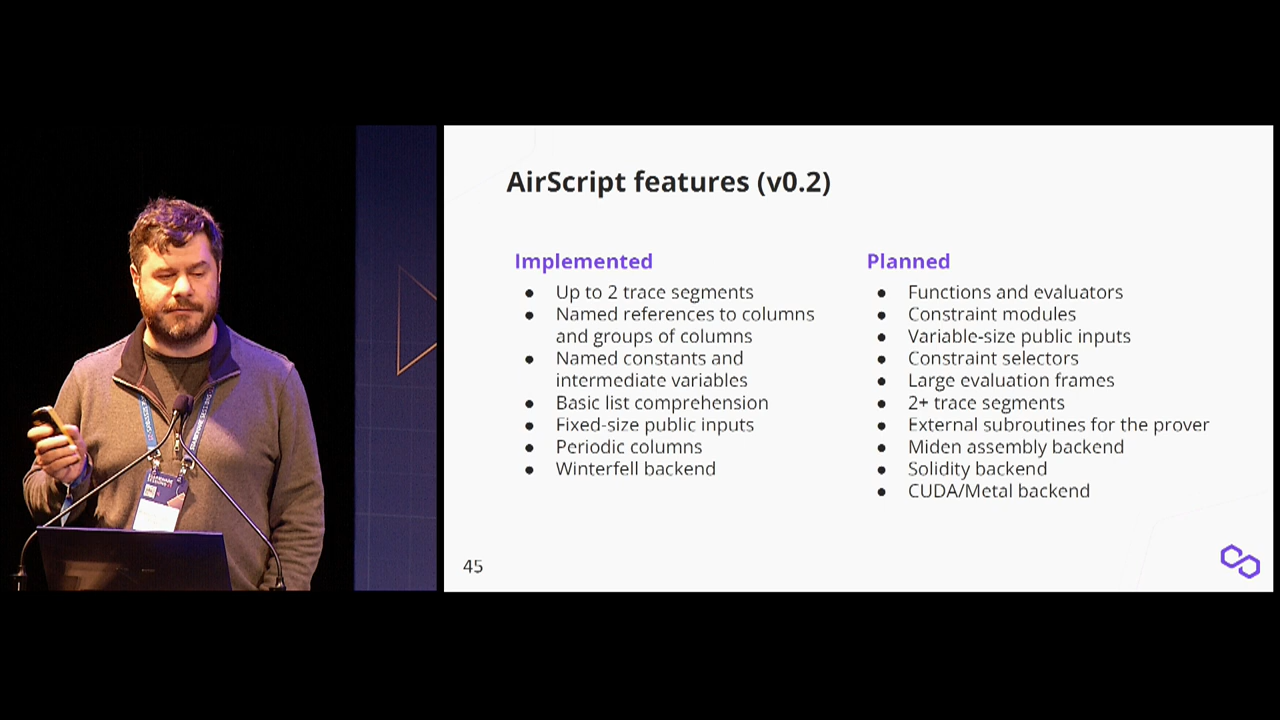 AirScript features (v0.2)
Implemented
● Up to 2 trace segments
● Named references to columns
and groups of columns
● Named constants and
intermediate variables
● Basic list comprehension
● Fixed-size public inputs
● Periodic columns
● Winterfell backend
Planned
● Functions and evaluators
● Constraint modules
● Variable-size public inputs
● Constraint selectors
● Large evaluation frames
● 2+ trace segments
● External subroutines for the prover
● Miden assembly backend
● Solidity backend
● CUDA/Metal backend
45